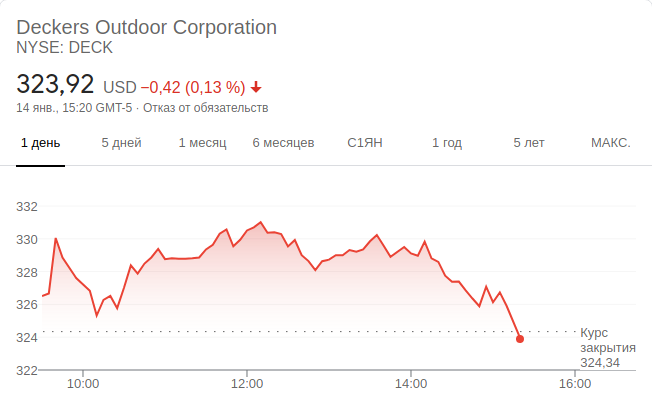 Deckers Outdoor Corporation
NYSE: DECK
323,92 USD −0,42 (0,13 %)
14 янв., 15:20 GMT-5 · Отказ от обязательств
1 день 5 дней 1 месяц 6 месяцев С1ЯН 1 год 5 лет МАКС.
332
330
328
326
324
322
Курс
закрытия
324,34
10:00 12:00 14:00 16:00